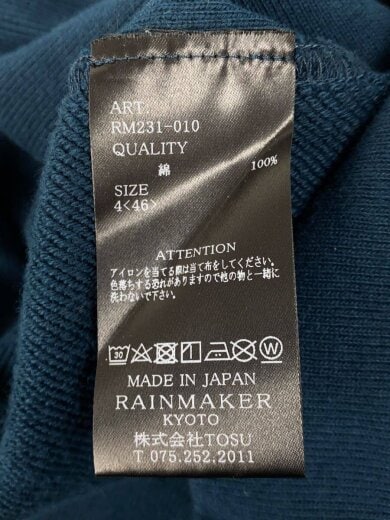 ART
RM231-010
QUALITY
綿 100%
SIZE
4<46>
ATTENTION
アイロンを当てる際は当て布をしてください。
色落ちする恐れがありますので他の物と一緒に
洗わないで下さい。
30 W
MADE IN JAPAN
RAINMAKER
KYOTO
株式会社TOSU
T 075.252.2011